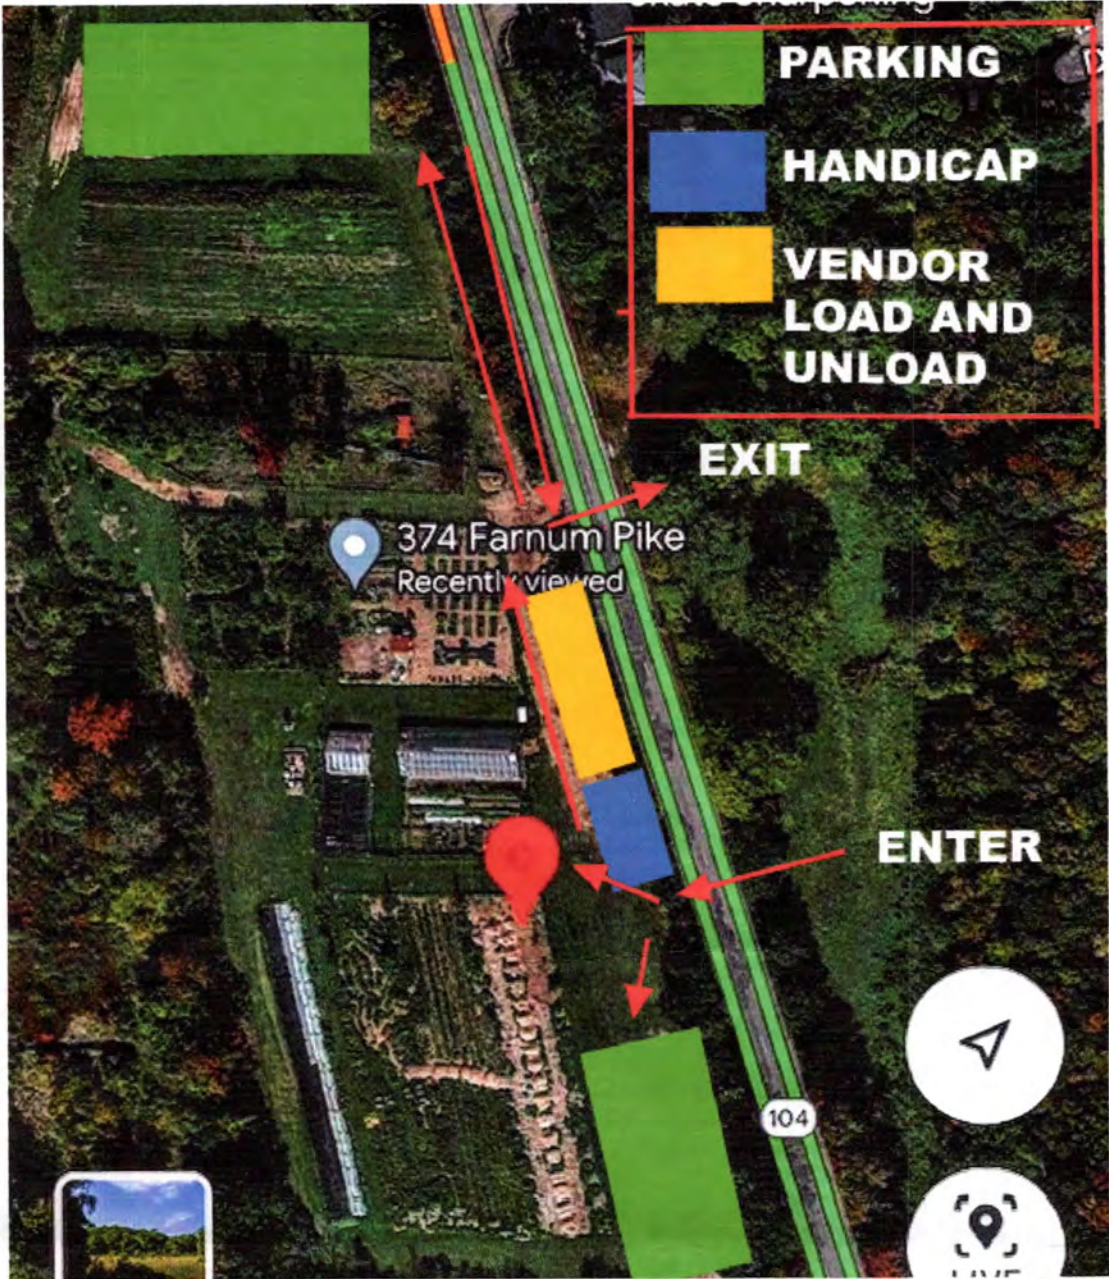 PARKING
HANDICAP
VENDOR
LOAD AND
UNLOAD
EXIT
374 Farnum Pike
Recently viewed
ENTER
104